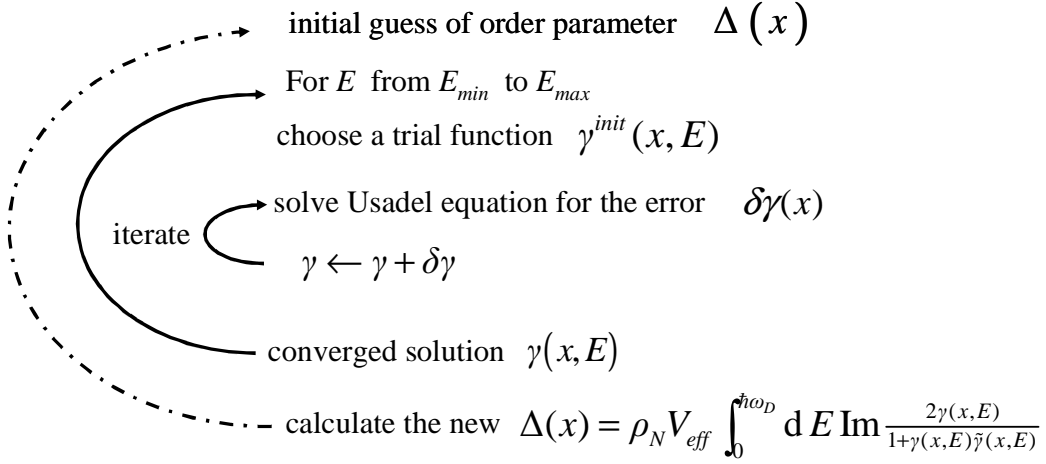 initial guess of order parameter Δ(x)
For E from E_min to E_max
choose a trial function γ^init(x, E)
solve Usadel equation for the error δγ(x)
iterate
γ ← γ + δγ
converged solution γ(x, E)
calculate the new Δ(x) = ρ_N V_eff ∫_0^{ħω_D} d E Im 2γ(x,E) / 1+γ(x,E)γ̃(x,E)